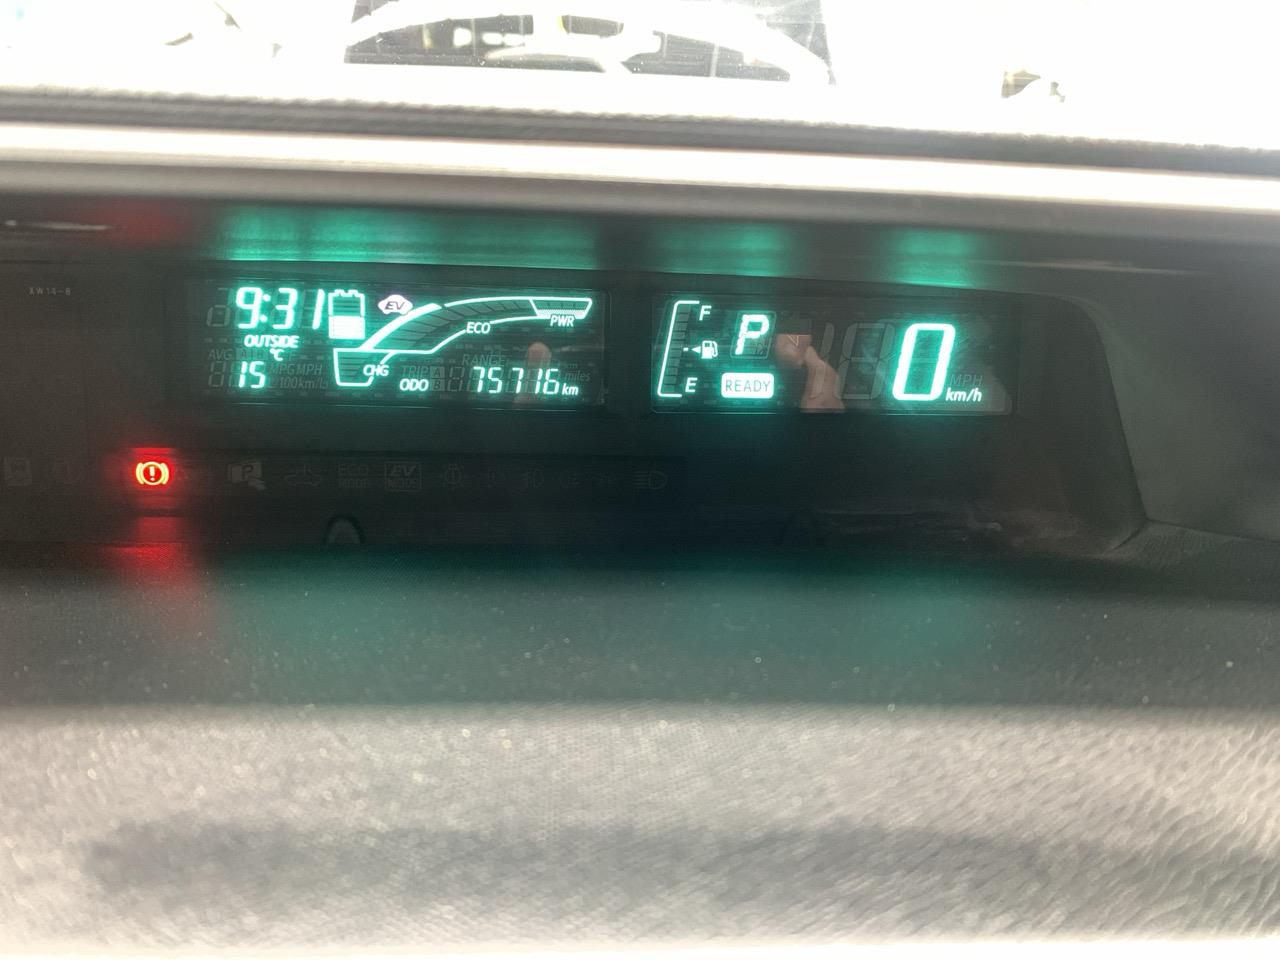 XW14-8
9:31
EV
ECO
PWR
OUTSIDE
°C
15
AVG
MPG MPH
/100km/h
CHG
TRIP A B
ODO
RANGE
75716 km
miles
F
E
P
READY
0
MPH
km/h
P
ECO MODE
EV MODE